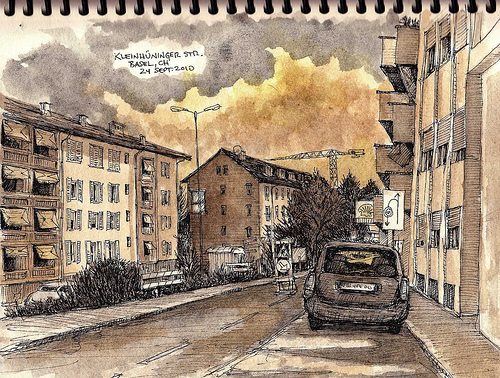 KLEINHÜNINGER STR.
BASEL, CH
24 SEPT. 2010